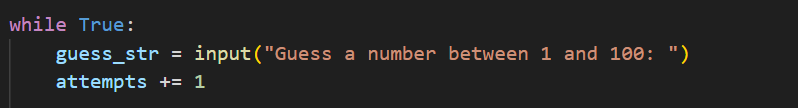 while True:
    guess_str = input("Guess a number between 1 and 100: ")
    attempts += 1